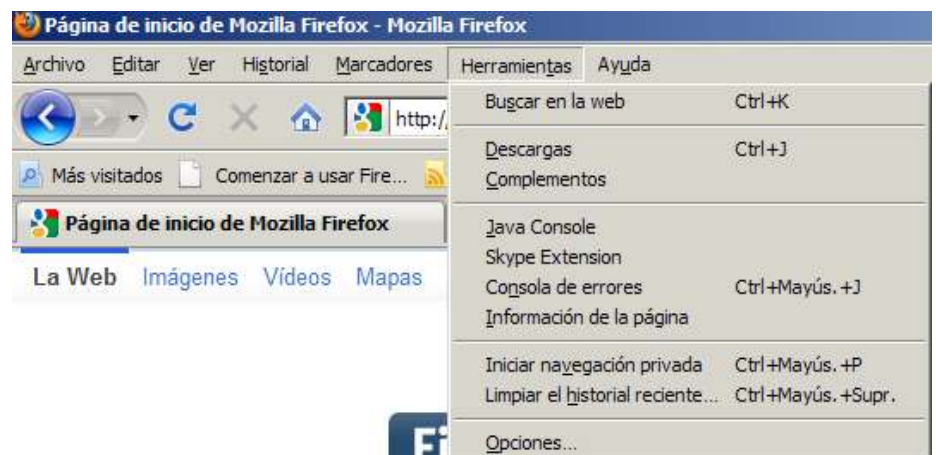 Página de inicio de Mozilla Firefox - Mozilla Firefox
Archivo Editar Ver Historial Marcadores Herramientas Ayuda
http:/
Más visitados Comenzar a usar Fire...
Página de inicio de Mozilla Firefox
La Web Imágenes Vídeos Mapas
Buscar en la web Ctrl+K
Descargas Ctrl+J
Complementos
Java Console
Skype Extension
Consola de errores Ctrl+Mayús.+J
Información de la página
Iniciar navegación privada Ctrl+Mayús.+P
Limpiar el historial reciente... Ctrl+Mayús.+Supr.
Opciones...
Fi